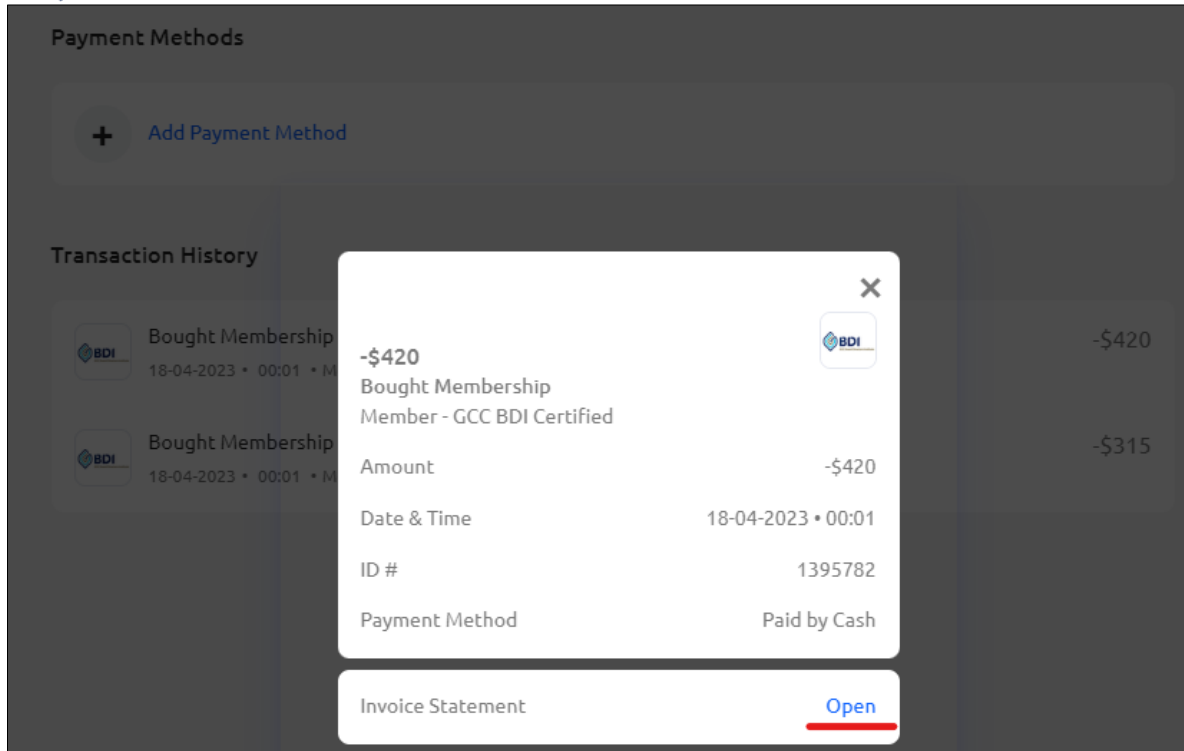 Payment Methods
+ Add Payment Method
Transaction History
BDI
Bought Membership
18-04-2023 • 00:01 • M
-$420
BDI
Bought Membership
18-04-2023 • 00:01 • M
-$315
×
BDI
-$420
Bought Membership
Member - GCC BDI Certified
Amount -$420
Date & Time 18-04-2023 • 00:01
ID # 1395782
Payment Method Paid by Cash
Invoice Statement Open